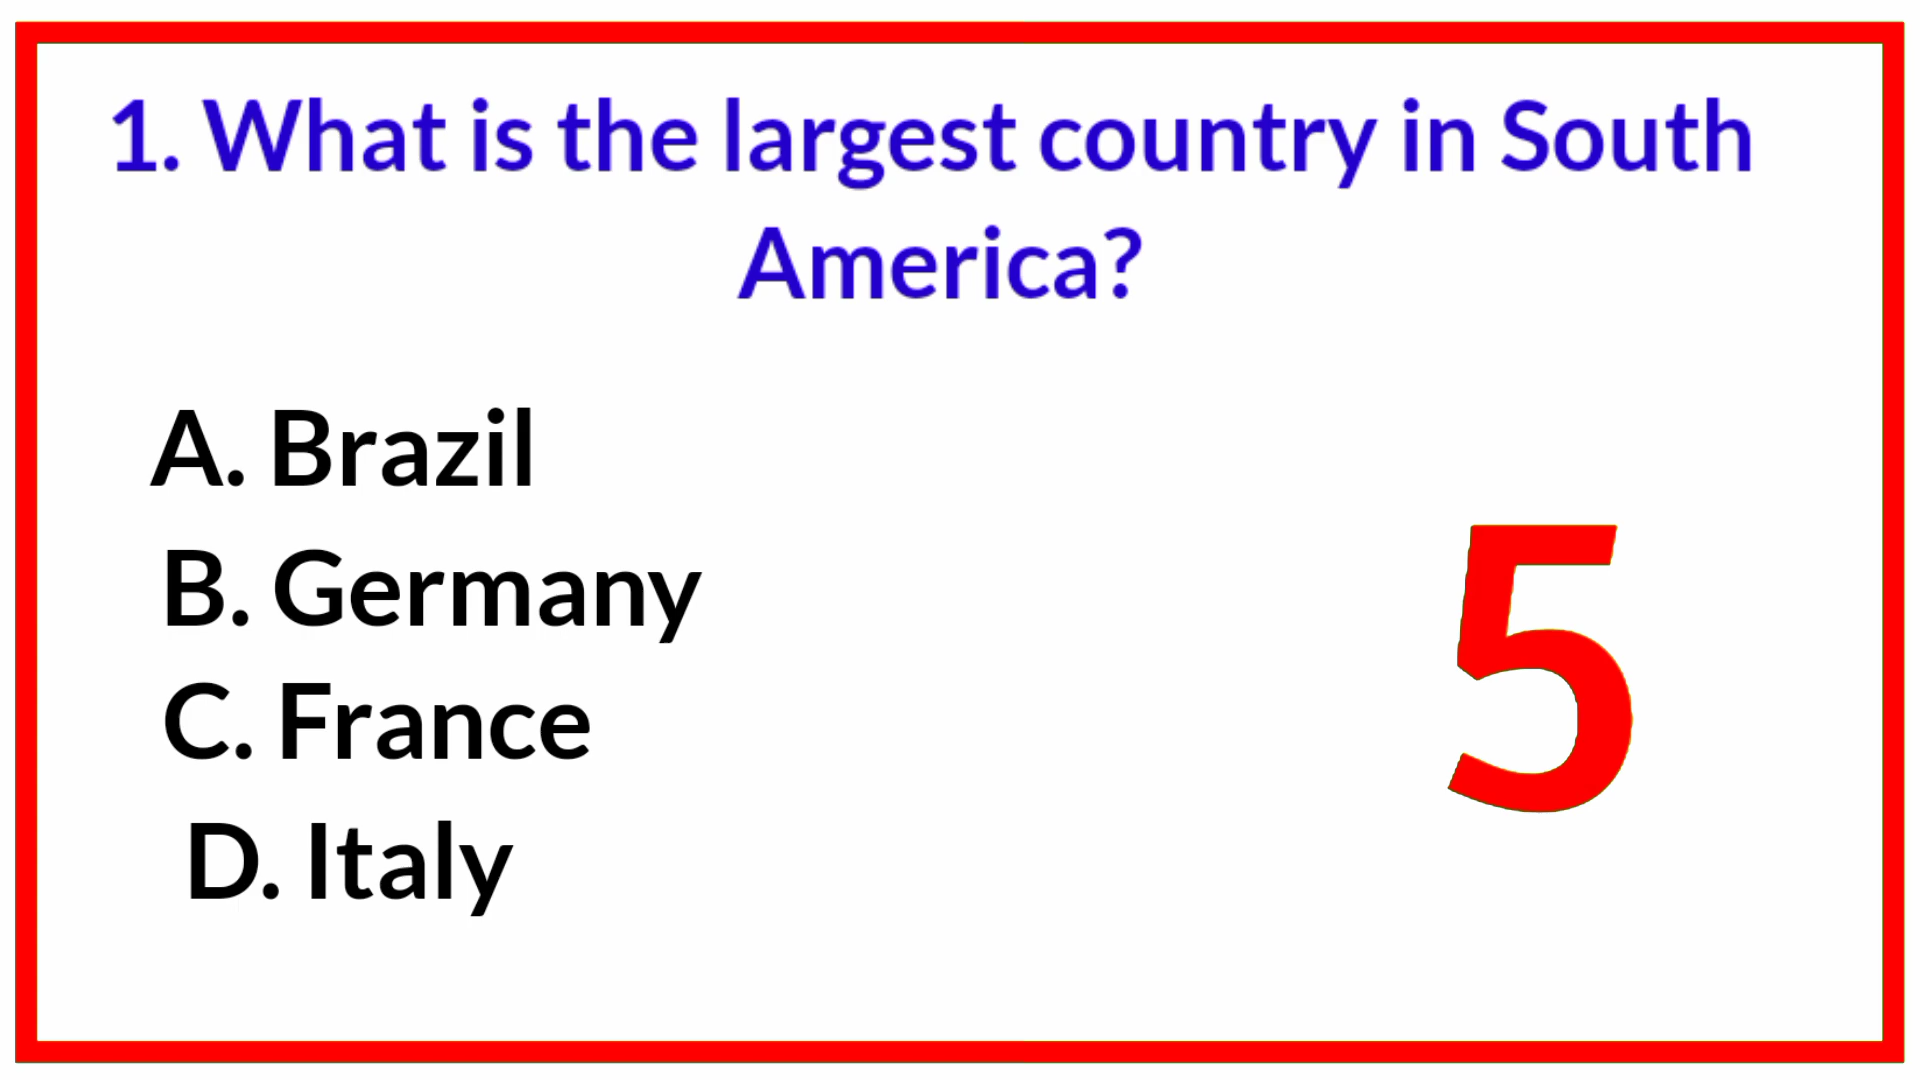 1. What is the largest country in South
America?
A. Brazil
B. Germany
5
C. France
D. Italy